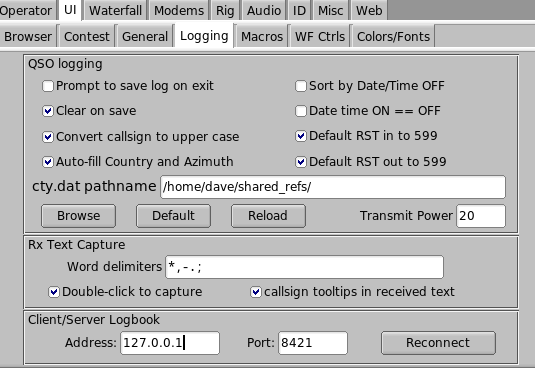 Operator UI Waterfall Modems Rig Audio ID Misc Web
Browser Contest General Logging Macros WF Ctrls Colors/Fonts
QSO logging
Prompt to save log on exit Sort by Date/Time OFF
Clear on save Date time ON == OFF
Convert callsign to upper case Default RST in to 599
Auto-fill Country and Azimuth Default RST out to 599
cty.dat pathname /home/dave/shared_refs/
Browse Default Reload Transmit Power 20
Rx Text Capture
Word delimiters *,-.;
Double-click to capture callsign tooltips in received text
Client/Server Logbook
Address: 127.0.0.1 Port: 8421 Reconnect